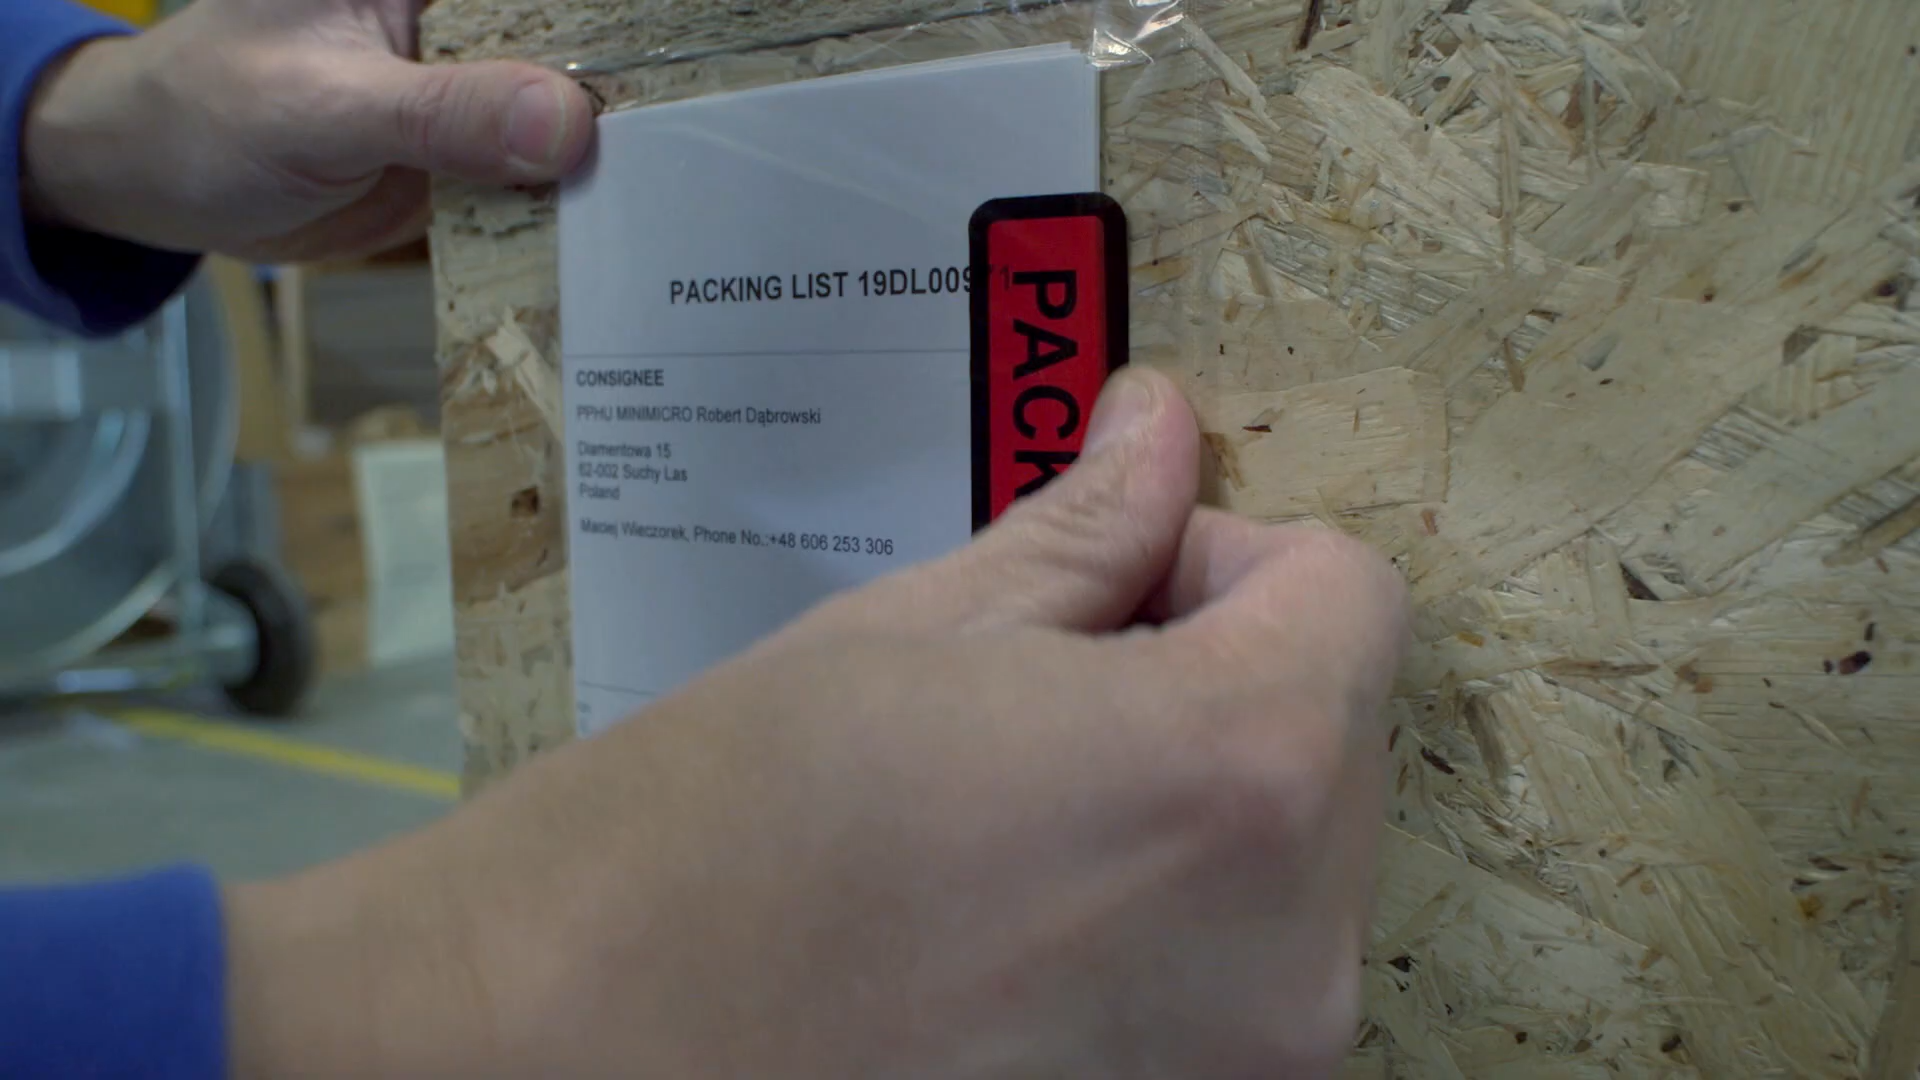 PACKING LIST 19DL00971
CONSIGNEE
PPHU MINIMICRO Robert Dąbrowski
Diamentowa 15
62-002 Suchy Las
Poland
Maciej Wieczorek, Phone No.:+48 606 253 306
PACK